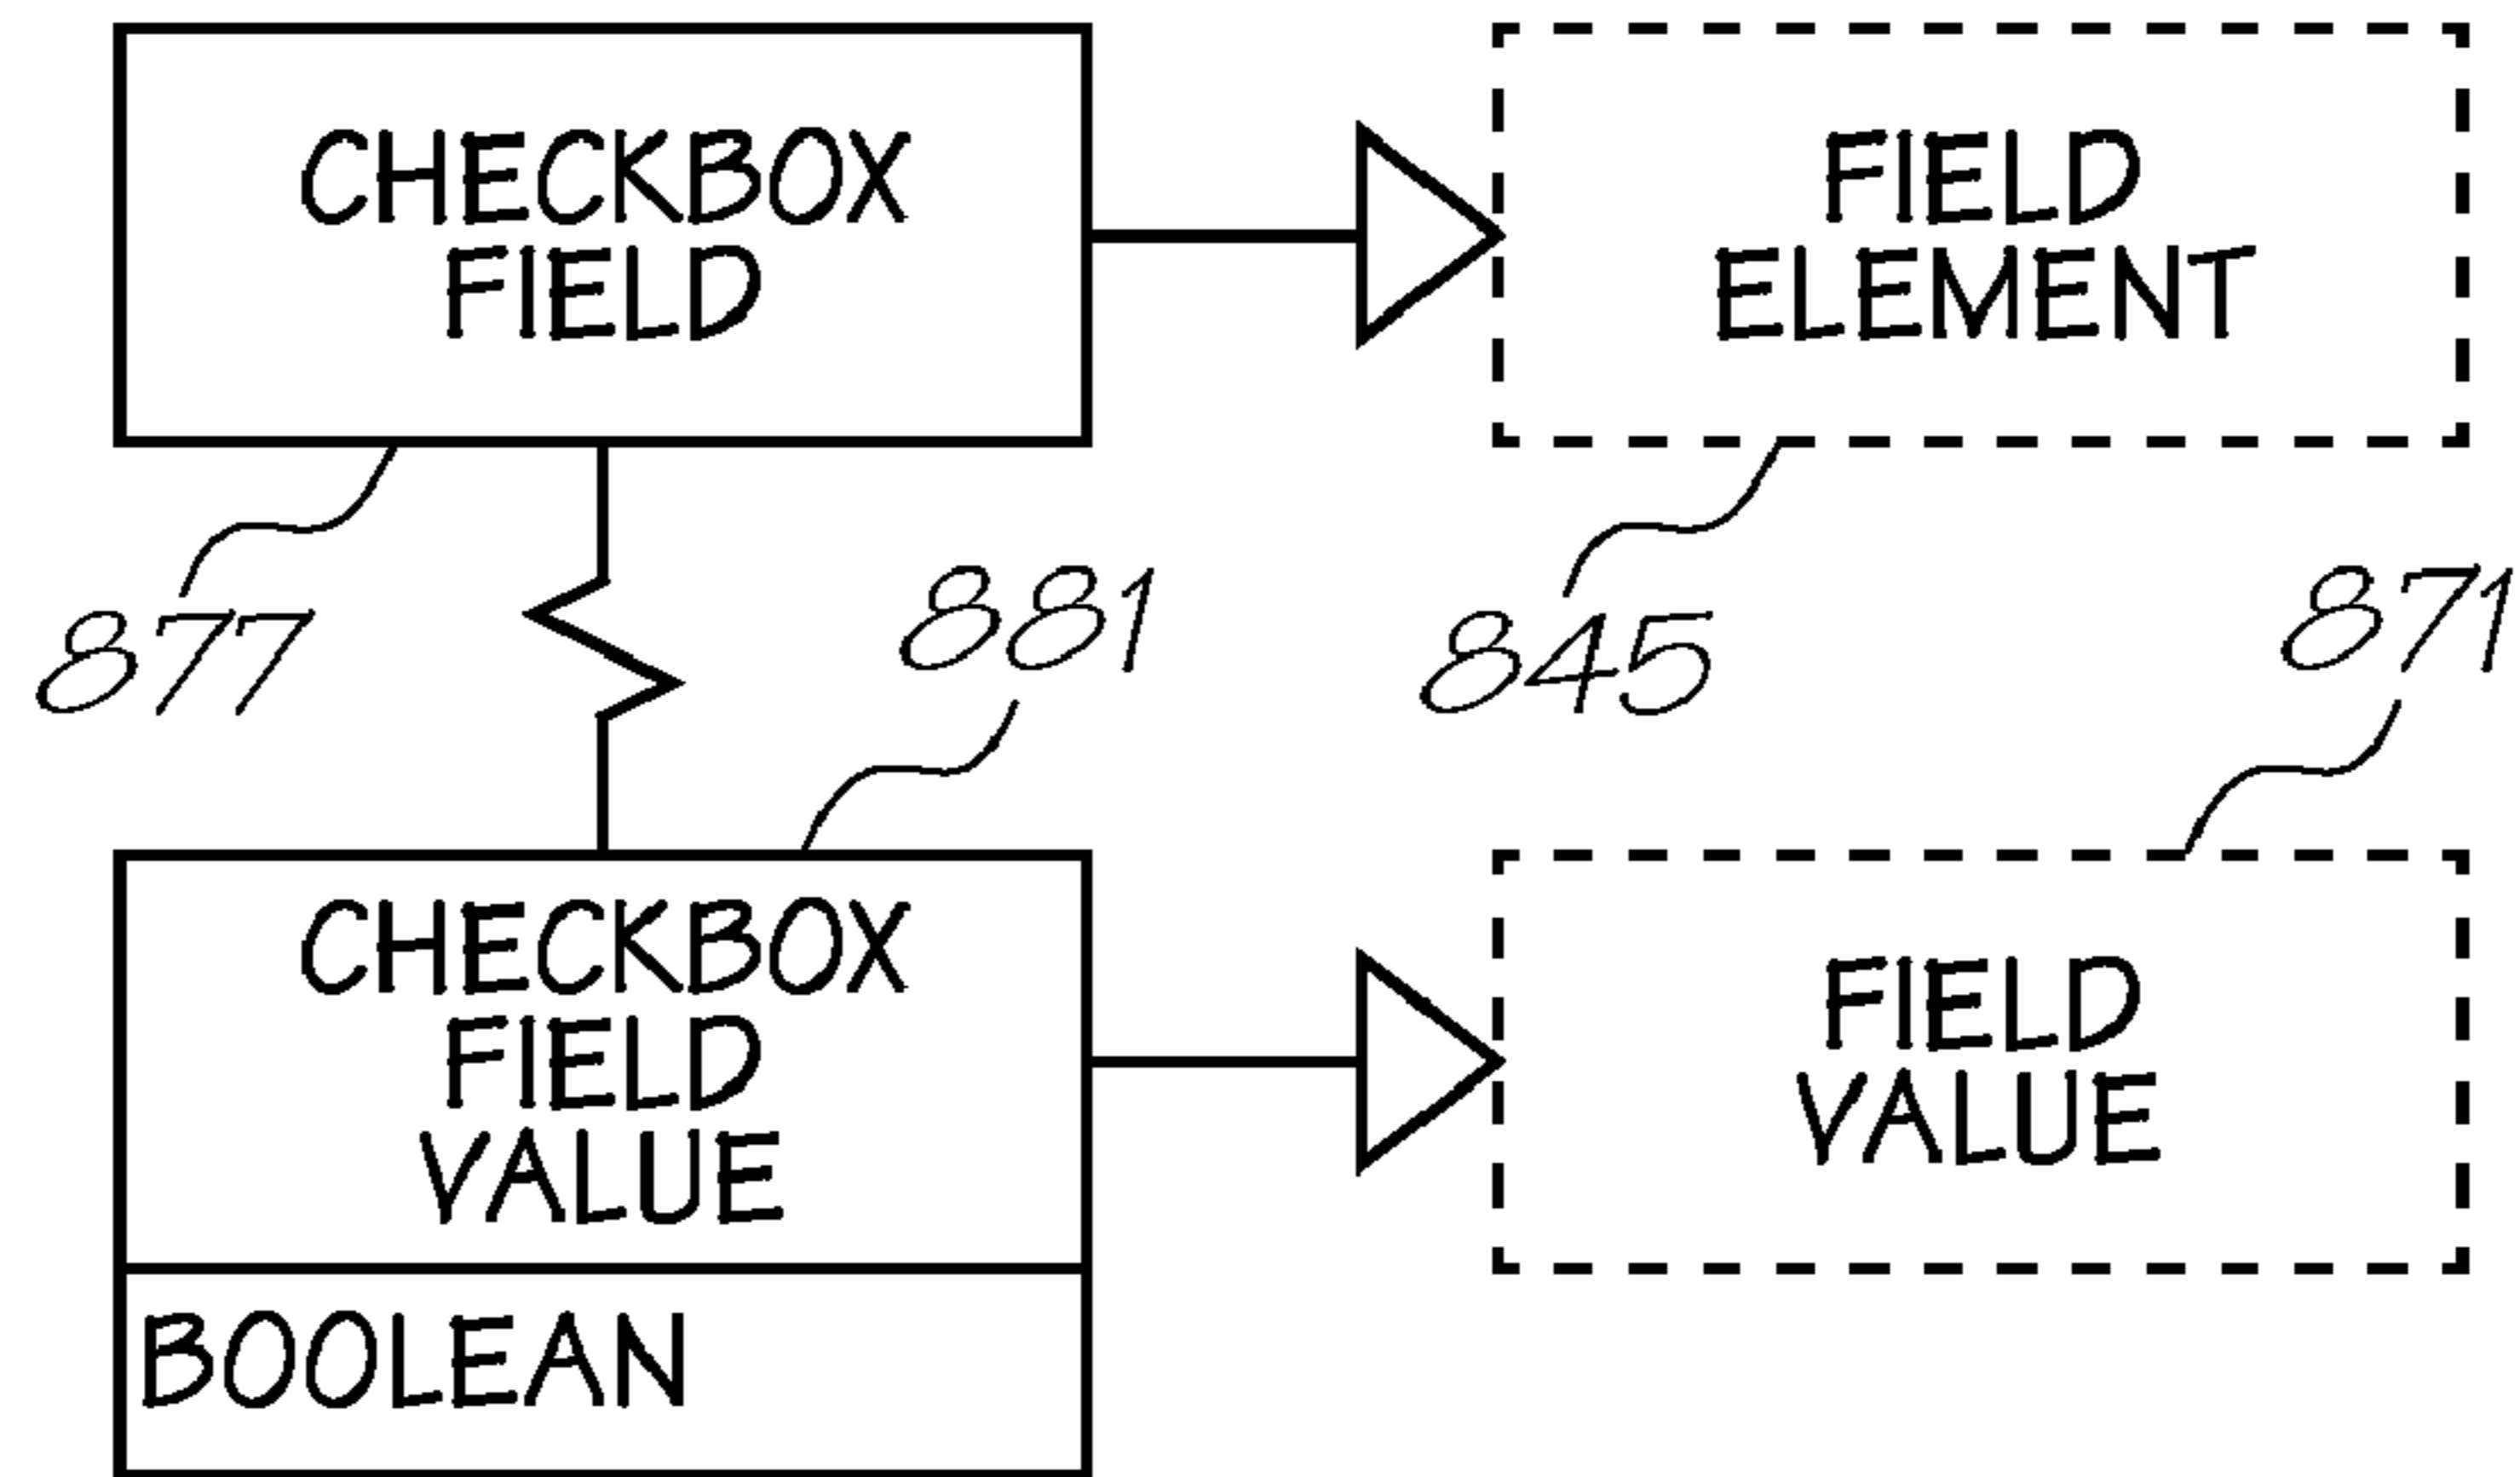 CHECKBOX
FIELD
FIELD
ELEMENT
877
881
845
871
CHECKBOX
FIELD
VALUE
BOOLEAN
FIELD
VALUE